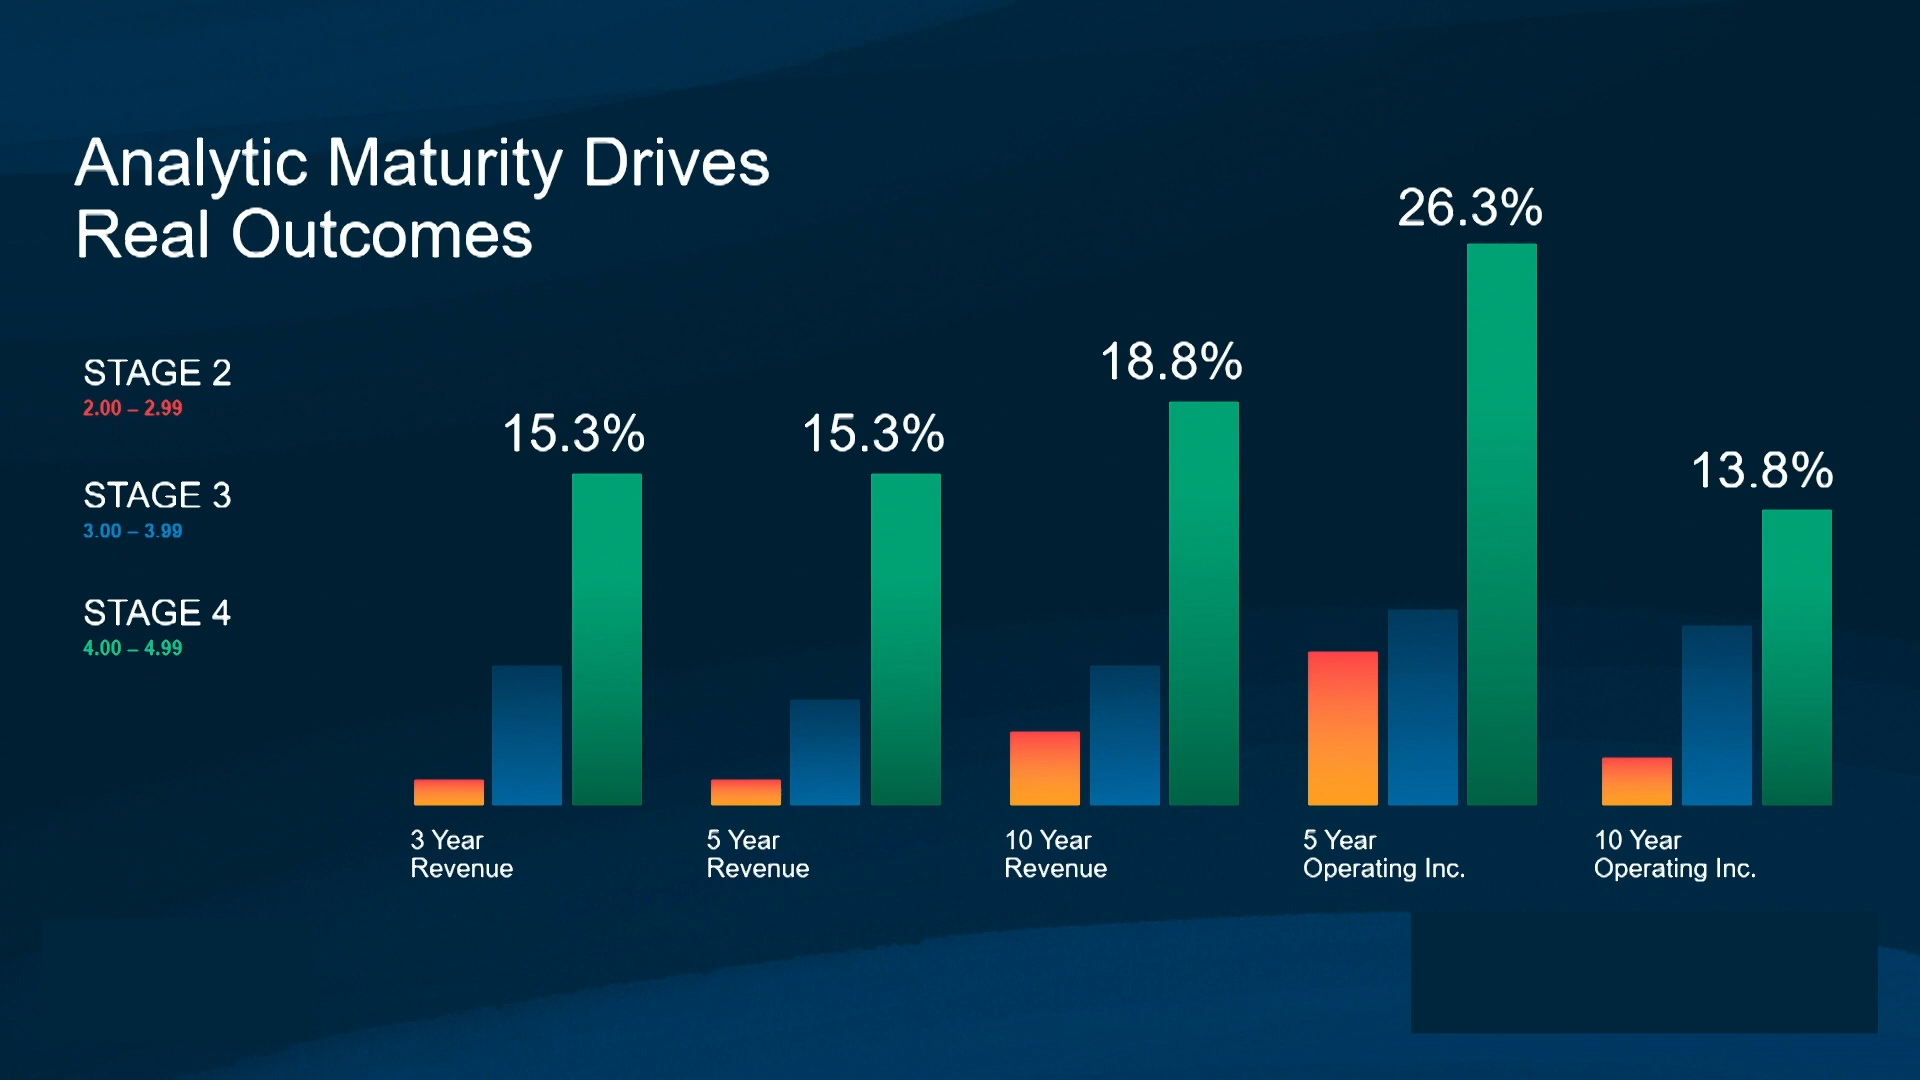 Analytic Maturity Drives
Real Outcomes
STAGE 2
2.00 – 2.99
STAGE 3
3.00 – 3.99
STAGE 4
4.00 – 4.99
15.3%
15.3%
18.8%
26.3%
13.8%
3 Year
Revenue
5 Year
Revenue
10 Year
Revenue
5 Year
Operating Inc.
10 Year
Operating Inc.